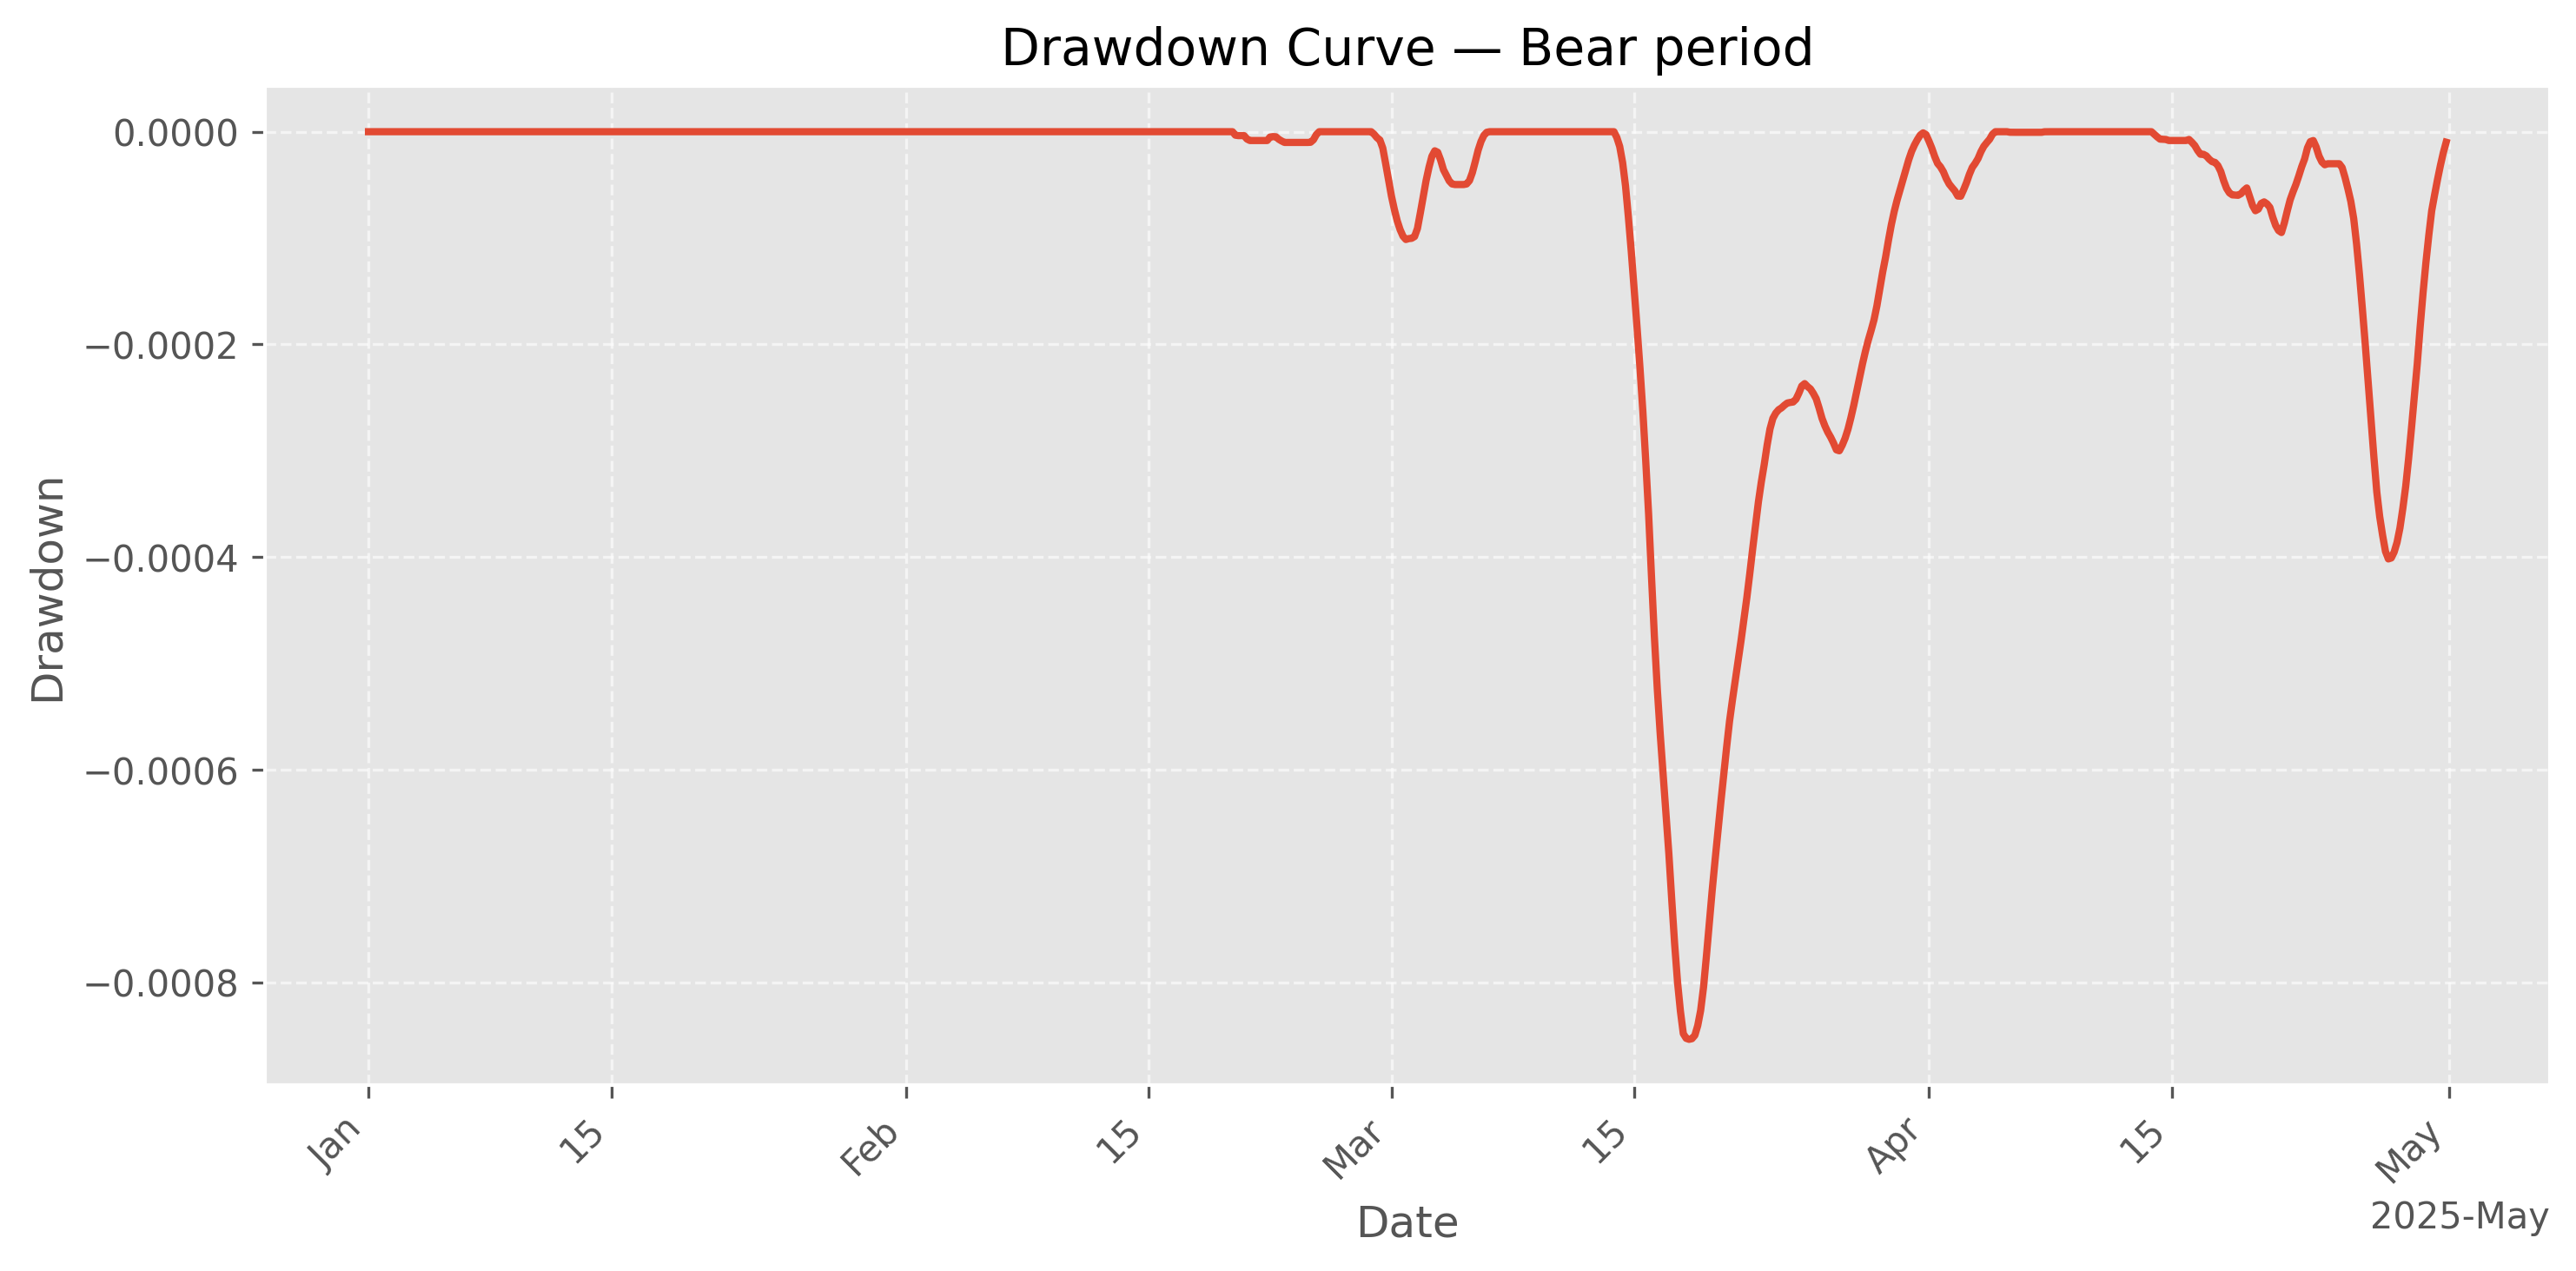 Drawdown Curve — Bear period
0.0000
−0.0002
−0.0004
−0.0006
−0.0008
Drawdown
Jan
15
Feb
15
Mar
15
Apr
15
May
2025-May
Date